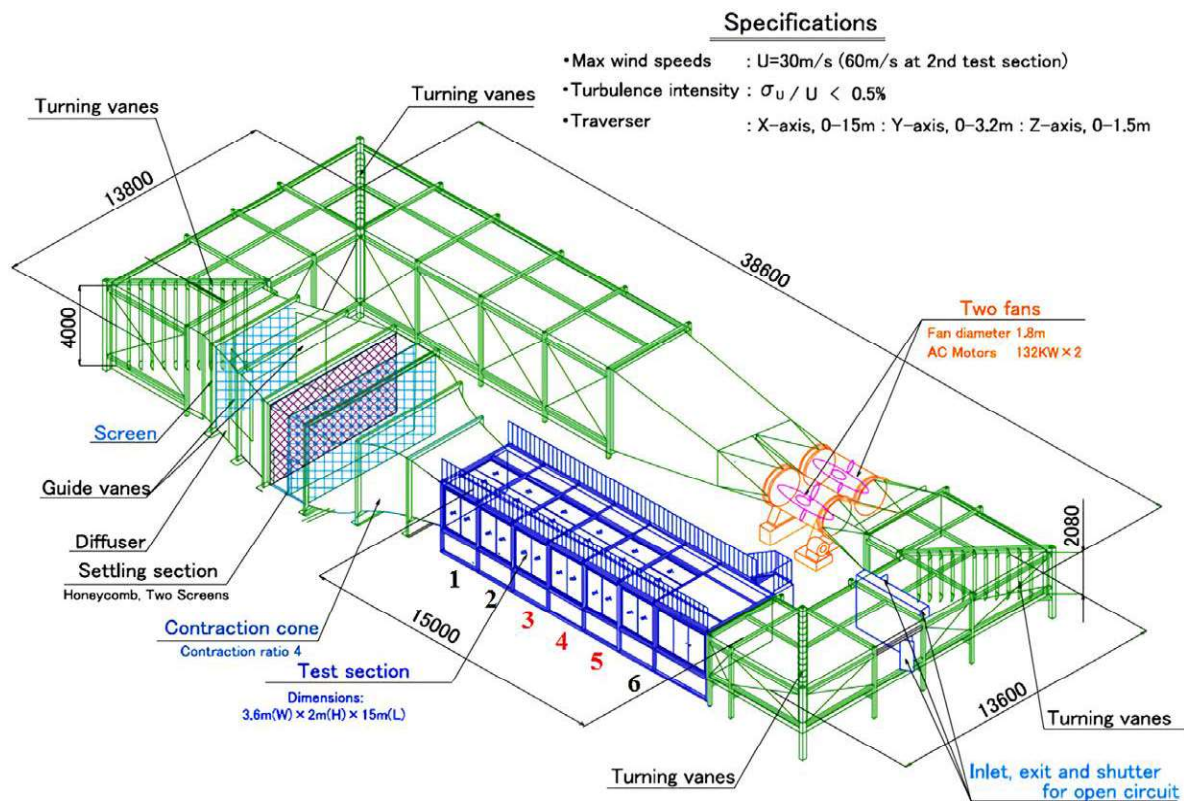 Specifications
・Max wind speeds : U=30m/s (60m/s at 2nd test section)
・Turbulence intensity : σu / U < 0.5%
・Traverser : X-axis, 0-15m : Y-axis, 0-3.2m : Z-axis, 0-1.5m
Turning vanes
Turning vanes
13800
38600
4000
Two fans
Fan diameter 1.8m
AC Motors 132KW×2
Screen
Guide vanes
2080
Diffuser
Settling section
Honeycomb, Two Screens
1
2
3
4
5
6
15000
Contraction cone
Contraction ratio 4
Test section
Dimensions:
3.6m(W)×2m(H)×15m(L)
13600
Turning vanes
Turning vanes
Inlet, exit and shutter
for open circuit